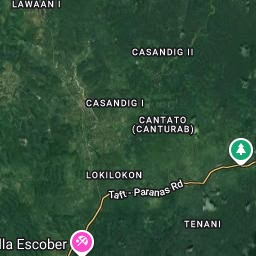 LAWAAN I
CASANDIG II
CASANDIG I
CANTATO
(CANTURAB)
LOKILOKON
Taft - Paranas Rd
TENANI
lla Escober